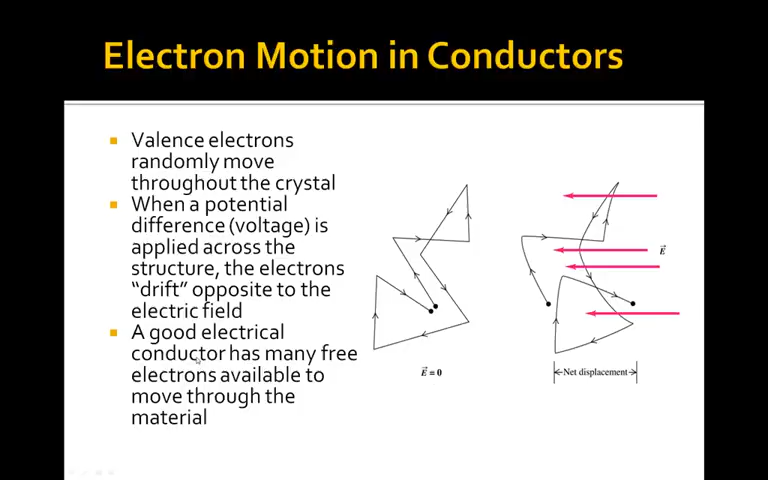 Electron Motion in Conductors
Valence electrons
randomly move
throughout the crystal
When a potential
difference (voltage) is
applied across the
structure, the electrons
“drift” opposite to the
electric field
A good electrical
conductor has many free
electrons available to
move through the
material
E⃗ = 0
E⃗
Net displacement